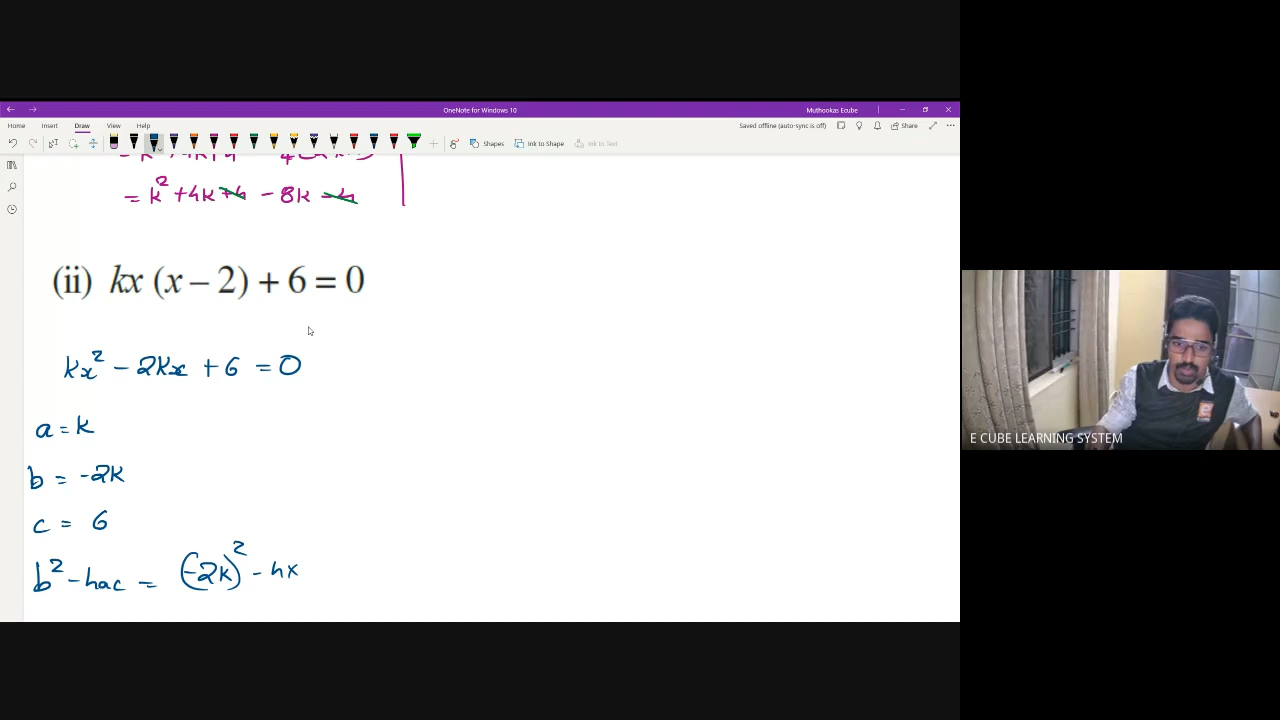 OneNote for Windows 10
Muthookas Ecube
Home Insert Draw View Help
Saved offline (auto-sync is off)
Share
Shapes Ink to Shape Ink to Text
= k² + 4k + 4 - 8k - 4
(ii) kx (x – 2) + 6 = 0
kx² - 2kx + 6 = 0
a = k
b = -2k
c = 6
b² - 4ac = (-2k)² - 4x
E CUBE LEARNING SYSTEM